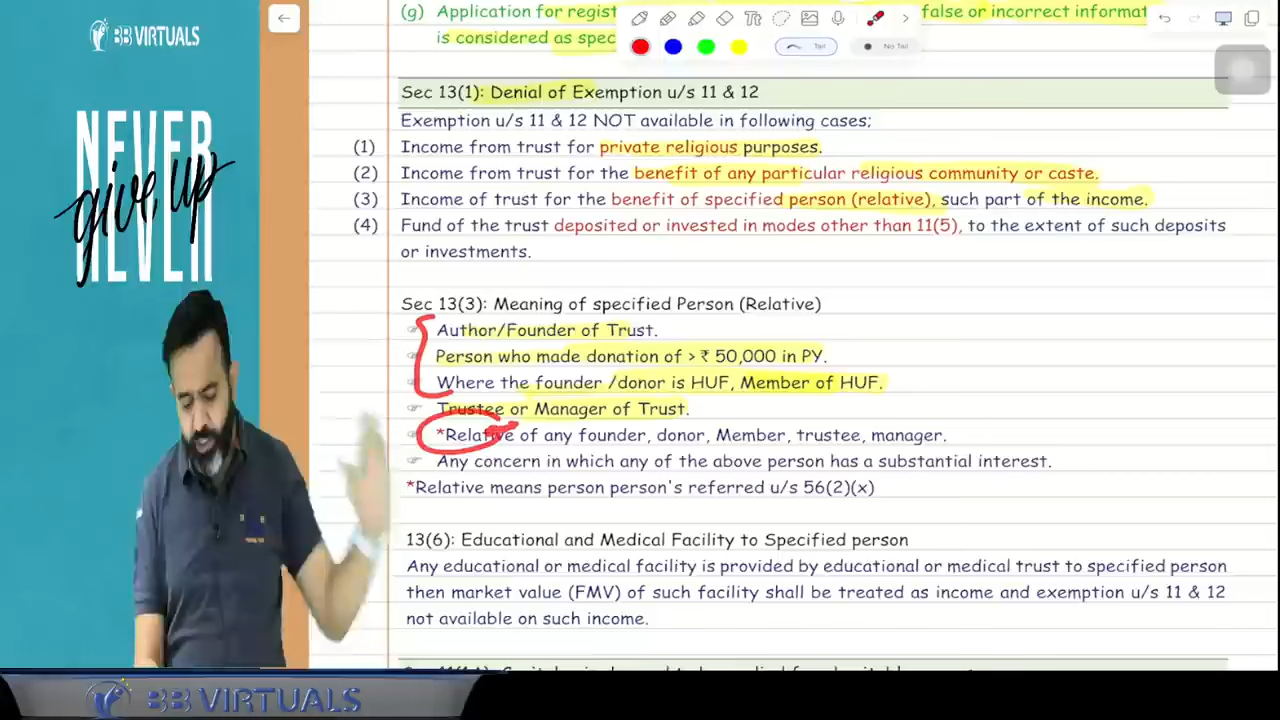 (g) Application for regist false or incorrect informat
is considered as spec
Tail
No Tail
BB VIRTUALS
NEVER
give up
NEVER
Sec 13(1): Denial of Exemption u/s 11 & 12
Exemption u/s 11 & 12 NOT available in following cases;
(1) Income from trust for private religious purposes.
(2) Income from trust for the benefit of any particular religious community or caste.
(3) Income of trust for the benefit of specified person (relative), such part of the income.
(4) Fund of the trust deposited or invested in modes other than 11(5), to the extent of such deposits
or investments.
Sec 13(3): Meaning of specified Person (Relative)
Author/Founder of Trust.
Person who made donation of > ₹ 50,000 in PY.
Where the founder /donor is HUF, Member of HUF.
Trustee or Manager of Trust.
*Relative of any founder, donor, Member, trustee, manager.
Any concern in which any of the above person has a substantial interest.
*Relative means person person's referred u/s 56(2)(x)
13(6): Educational and Medical Facility to Specified person
Any educational or medical facility is provided by educational or medical trust to specified person
then market value (FMV) of such facility shall be treated as income and exemption u/s 11 & 12
not available on such income.
BB VIRTUALS